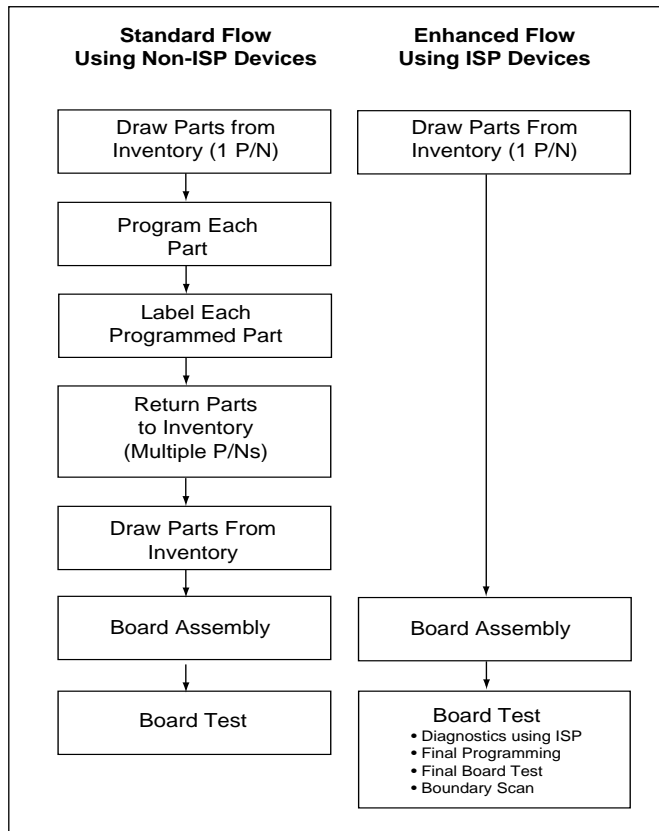 Standard Flow
Using Non-ISP Devices
Draw Parts from
Inventory (1 P/N)
Program Each
Part
Label Each
Programmed Part
Return Parts
to Inventory
(Multiple P/Ns)
Draw Parts From
Inventory
Board Assembly
Board Test
Enhanced Flow
Using ISP Devices
Draw Parts From
Inventory (1 P/N)
Board Assembly
Board Test
• Diagnostics using ISP
• Final Programming
• Final Board Test
• Boundary Scan